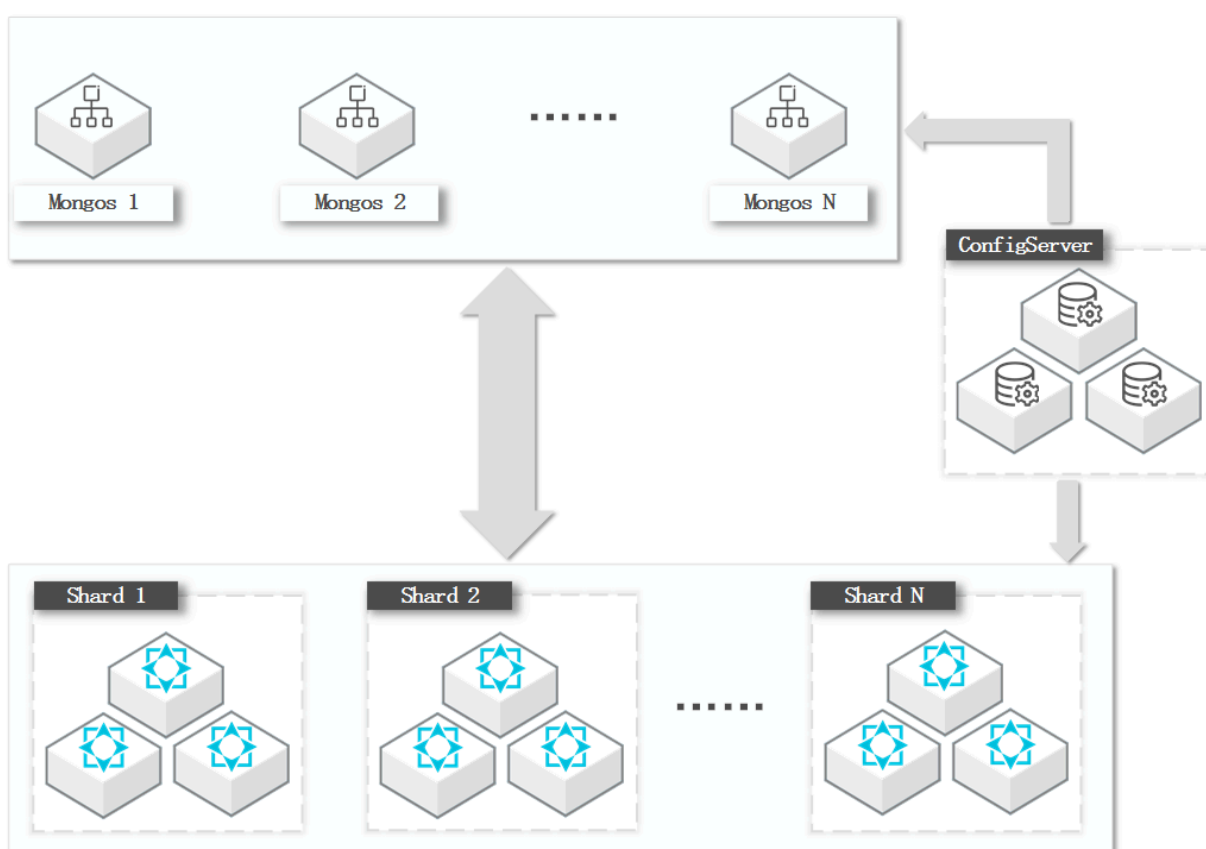 Mongos 1
Mongos 2
......
Mongos N
ConfigServer
Shard 1
Shard 2
......
Shard N